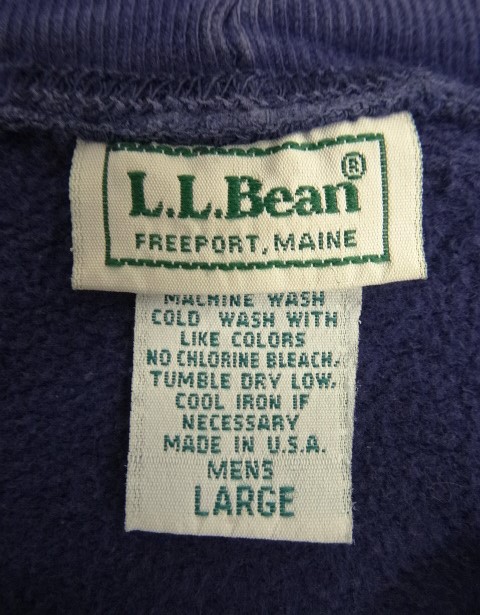 L.L.Bean®
FREEPORT, MAINE
MACHINE WASH
COLD WASH WITH
LIKE COLORS
NO CHLORINE BLEACH.
TUMBLE DRY LOW.
COOL IRON IF
NECESSARY
MADE IN U.S.A.
MENS
LARGE